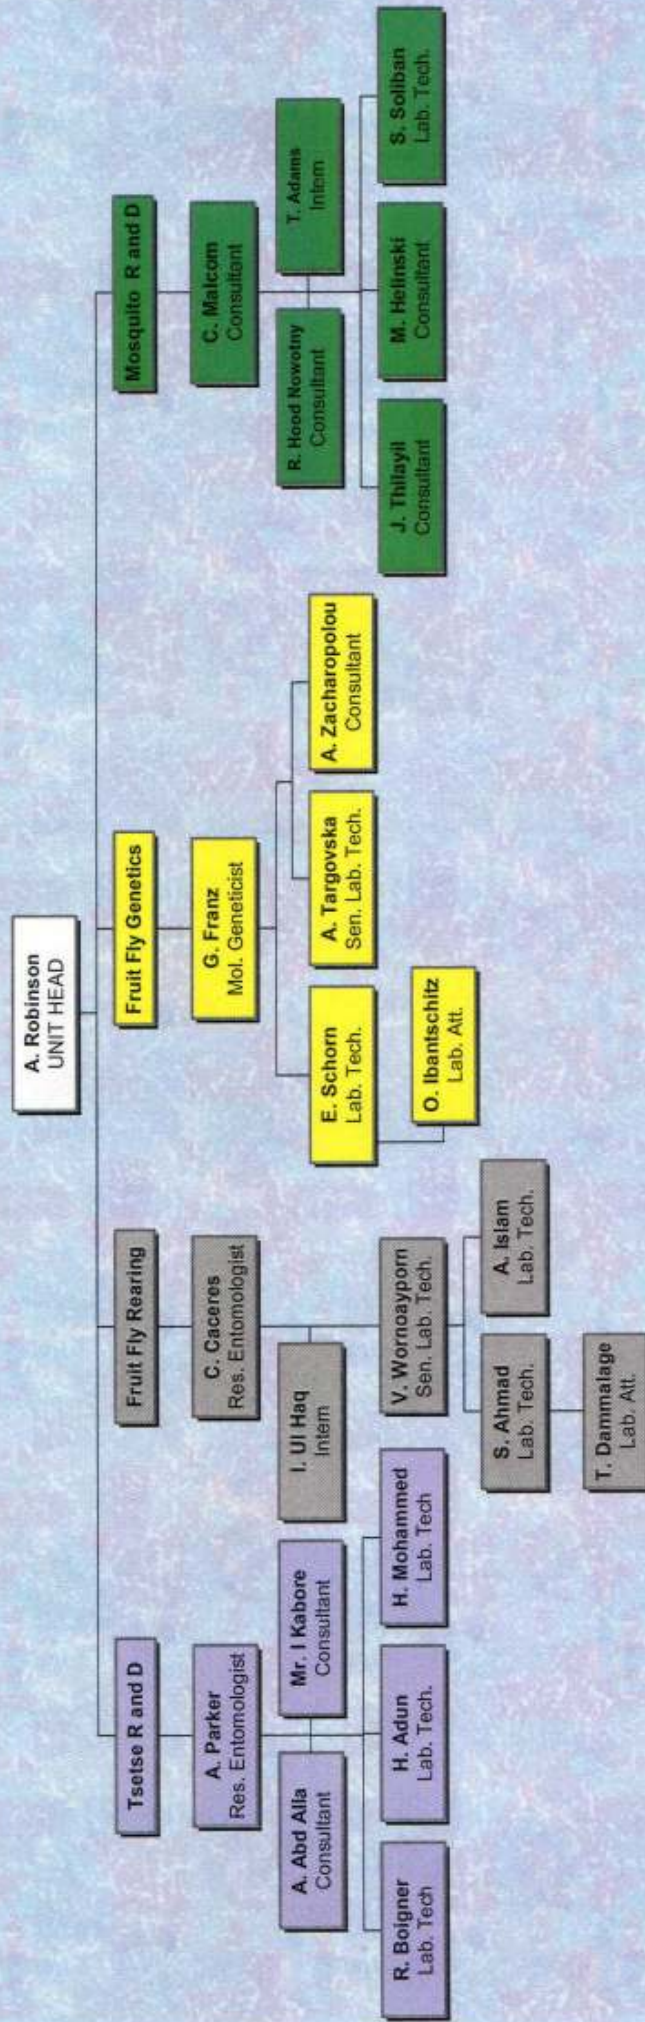 A. Robinson
UNIT HEAD
Tsetse R and D
A. Parker
Res. Entomologist
A. Abd Alla
Consultant
Mr. I Kabore
Consultant
R. Boigner
Lab. Tech
H. Adun
Lab. Tech.
H. Mohammed
Lab. Tech
Fruit Fly Rearing
C. Caceres
Res. Entomologist
I. Ul Haq
Intern
V. Wornoayporn
Sen. Lab. Tech.
S. Ahmad
Lab. Tech.
A. Islam
Lab. Tech.
T. Dammalage
Lab. Att.
Fruit Fly Genetics
G. Franz
Mol. Geneticist
E. Schorn
Lab. Tech.
A. Targovska
Sen. Lab. Tech.
A. Zacharopolou
Consultant
O. Ibantschitz
Lab. Att.
Mosquito R and D
C. Malcom
Consultant
R. Hood Nowotny
Consultant
T. Adams
Intern
J. Thilayil
Consultant
M. Helinski
Consultant
S. Soliban
Lab. Tech.